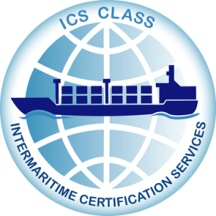 ICS CLASS
INTERMARITIME CERTIFICATION SERVICES